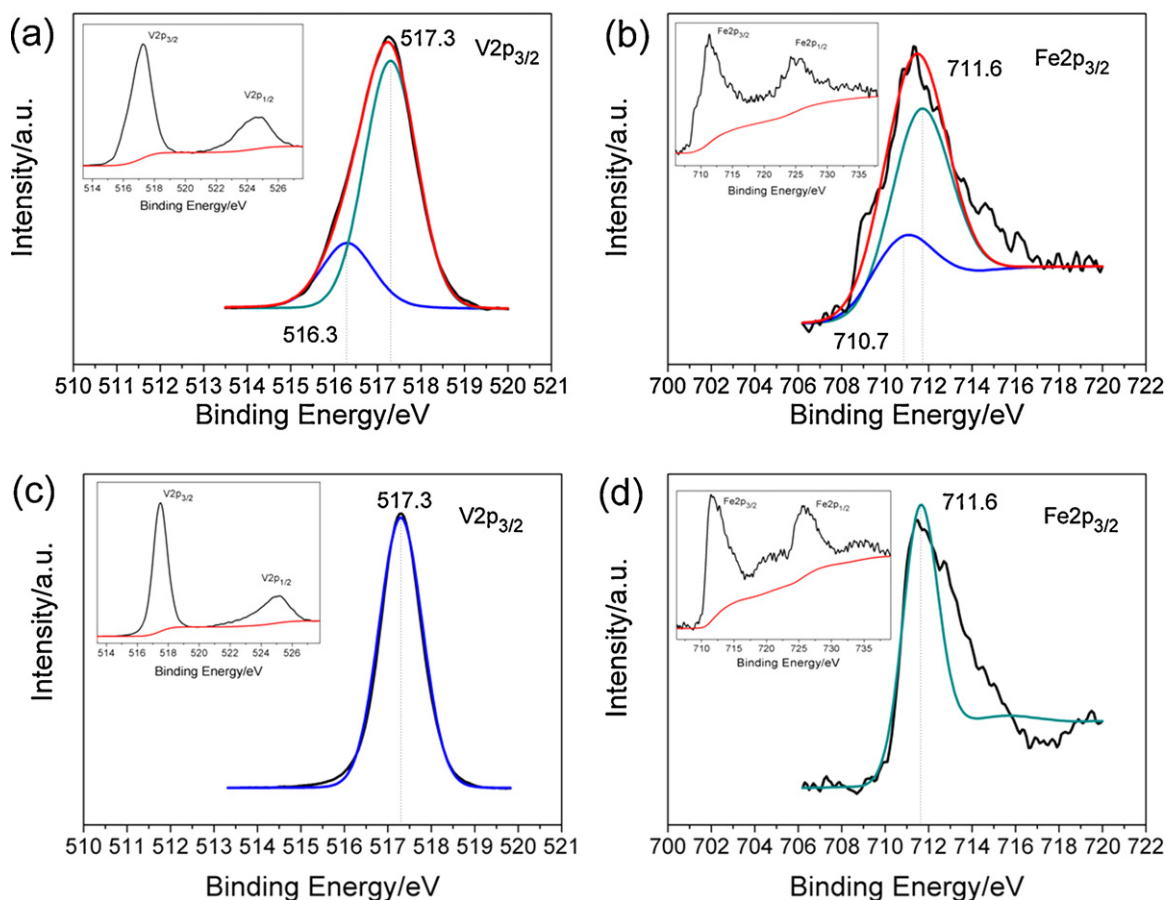 (a)
V2p3/2
V2p1/2
514 516 518 520 522 524 526
Binding Energy/eV
517.3
V2p3/2
516.3
Intensity/a.u.
510 511 512 513 514 515 516 517 518 519 520 521
Binding Energy/eV
(b)
Fe2p3/2
Fe2p1/2
710 715 720 725 730 735
Binding Energy/eV
711.6
Fe2p3/2
710.7
Intensity/a.u.
700 702 704 706 708 710 712 714 716 718 720 722
Binding Energy/eV
(c)
V2p3/2
V2p1/2
514 516 518 520 522 524 526
Binding Energy/eV
517.3
V2p3/2
Intensity/a.u.
510 511 512 513 514 515 516 517 518 519 520 521
Binding Energy/eV
(d)
Fe2p3/2
Fe2p1/2
710 715 720 725 730 735
Binding Energy/eV
711.6
Fe2p3/2
Intensity/a.u.
700 702 704 706 708 710 712 714 716 718 720 722
Binding Energy/eV